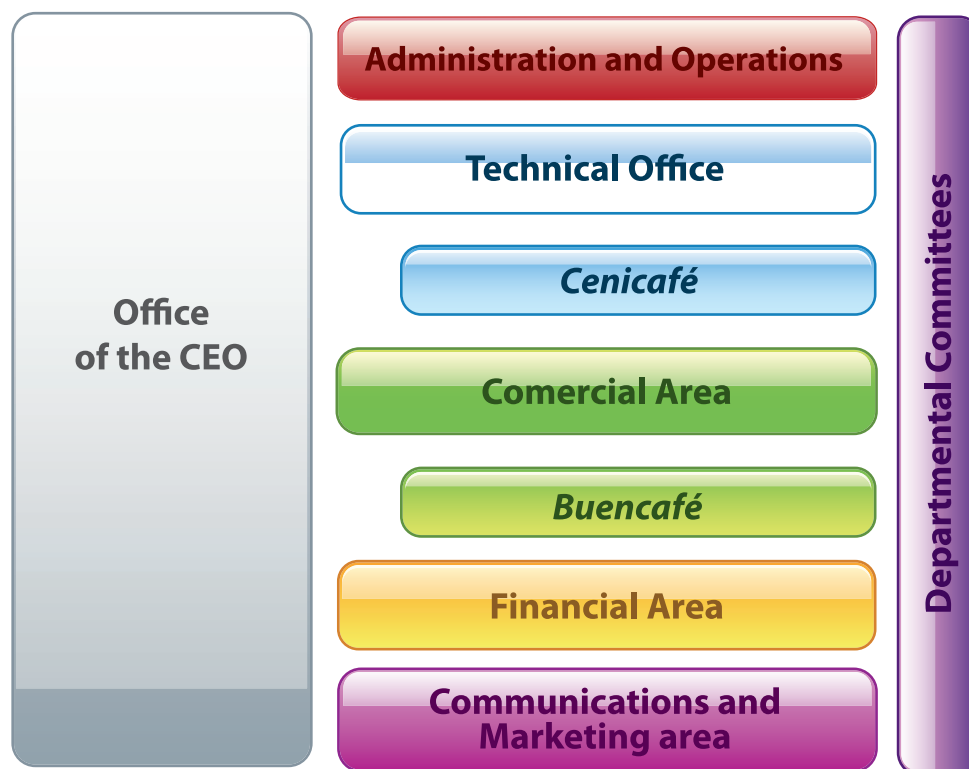 Office
of the CEO
Administration and Operations
Technical Office
Cenicafé
Comercial Area
Buencafé
Financial Area
Communications and
Marketing area
Departmental Committees